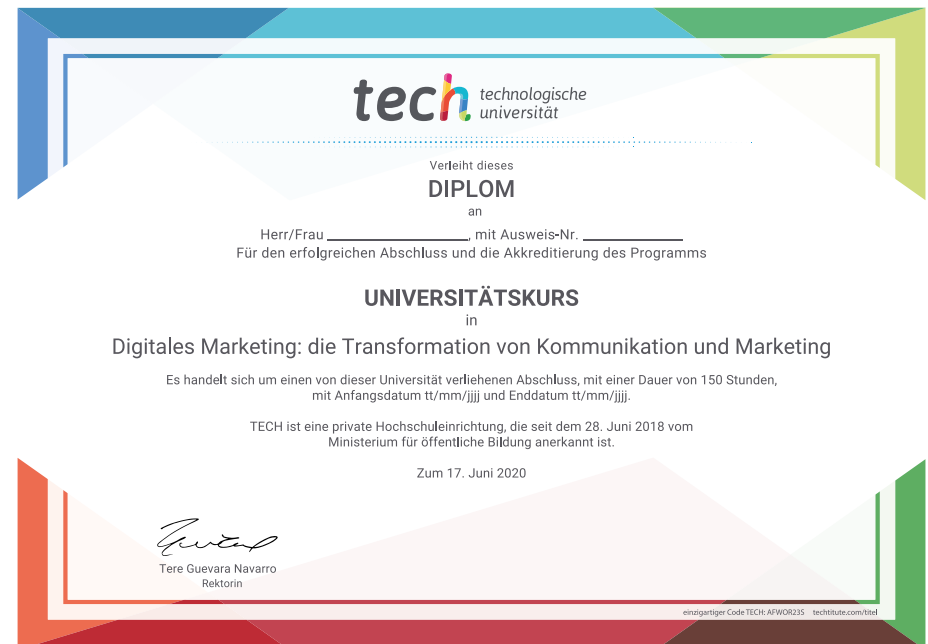 tech technologische
universität
Verleiht dieses
DIPLOM
an
Herr/Frau ____________________, mit Ausweis-Nr. ______________
Für den erfolgreichen Abschluss und die Akkreditierung des Programms
UNIVERSITÄTSKURS
in
Digitales Marketing: die Transformation von Kommunikation und Marketing
Es handelt sich um einen von dieser Universität verliehenen Abschluss, mit einer Dauer von 150 Stunden,
mit Anfangsdatum tt/mm/jjjj und Enddatum tt/mm/jjjj.
TECH ist eine private Hochschuleinrichtung, die seit dem 28. Juni 2018 vom
Ministerium für öffentliche Bildung anerkannt ist.
Zum 17. Juni 2020
Tere Guevara Navarro
Rektorin
einzigartiger Code TECH: AFWOR23S techtitute.com/titel